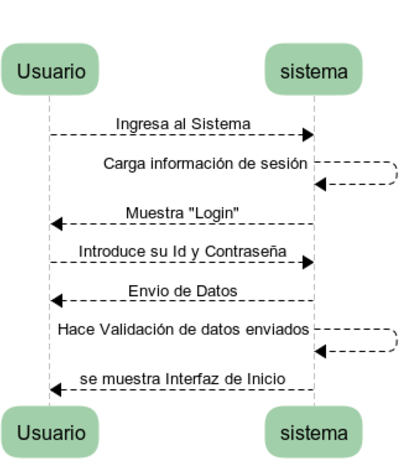 Usuario
sistema
Ingresa al Sistema
Carga información de sesión
Muestra "Login"
Introduce su Id y Contraseña
Envio de Datos
Hace Validación de datos enviados
se muestra Interfaz de Inicio
Usuario
sistema